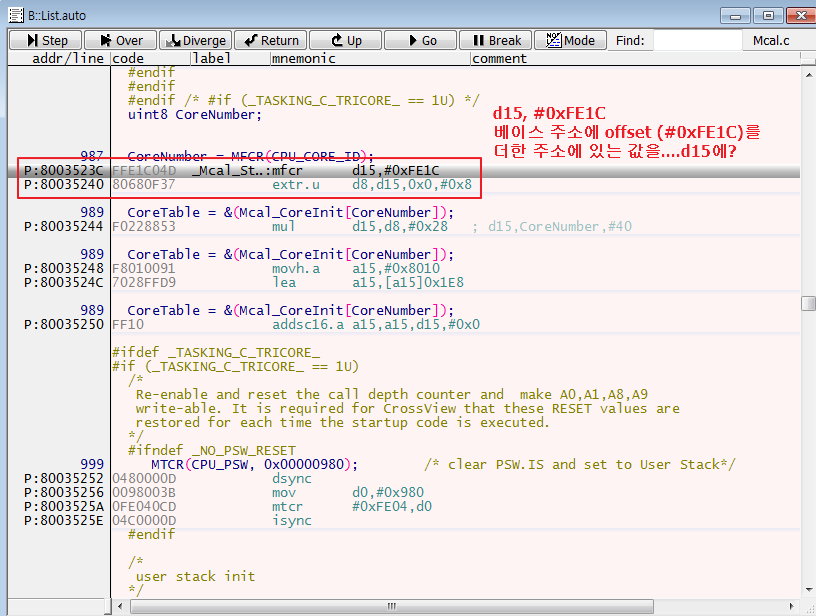 B::List.auto
Step Over Diverge Return Up Go Break Mode Find: Mcal.c
addr/line code label mnemonic comment
#endif
#endif
#endif /* #if (_TASKING_C_TRICORE_ == 1U) */
uint8 CoreNumber;
d15, #0xFE1C
베이스 주소에 offset (#0xFE1C)를
더한 주소에 있는 값을....d15에?
987 CoreNumber = MFCR(CPU_CORE_ID);
P:8003523C FFE1C04D _Mcal_St..:mfcr d15,#0xFE1C
P:80035240 80680F37 extr.u d8,d15,0x0,#0x8
989 CoreTable = &(Mcal_CoreInit[CoreNumber]);
P:80035244 F0228853 mul d15,d8,#0x28 ; d15,CoreNumber,#40
989 CoreTable = &(Mcal_CoreInit[CoreNumber]);
P:80035248 F8010091 movh.a a15,#0x8010
P:8003524C 7028FFD9 lea a15,[a15]0x1E8
989 CoreTable = &(Mcal_CoreInit[CoreNumber]);
P:80035250 FF10 addsc16.a a15,a15,d15,#0x0
#ifdef _TASKING_C_TRICORE_
#if (_TASKING_C_TRICORE_ == 1U)
/*
Re-enable and reset the call depth counter and make A0,A1,A8,A9
write-able. It is required for CrossView that these RESET values are
restored for each time the startup code is executed.
*/
#ifndef _NO_PSW_RESET
999 MTCR(CPU_PSW, 0x00000980); /* clear PSW.IS and set to User Stack*/
P:80035252 0480000D dsync
P:80035256 0098003B mov d0,#0x980
P:8003525A 0FE040CD mtcr #0xFE04,d0
P:8003525E 04C0000D isync
#endif
/*
user stack init
*/